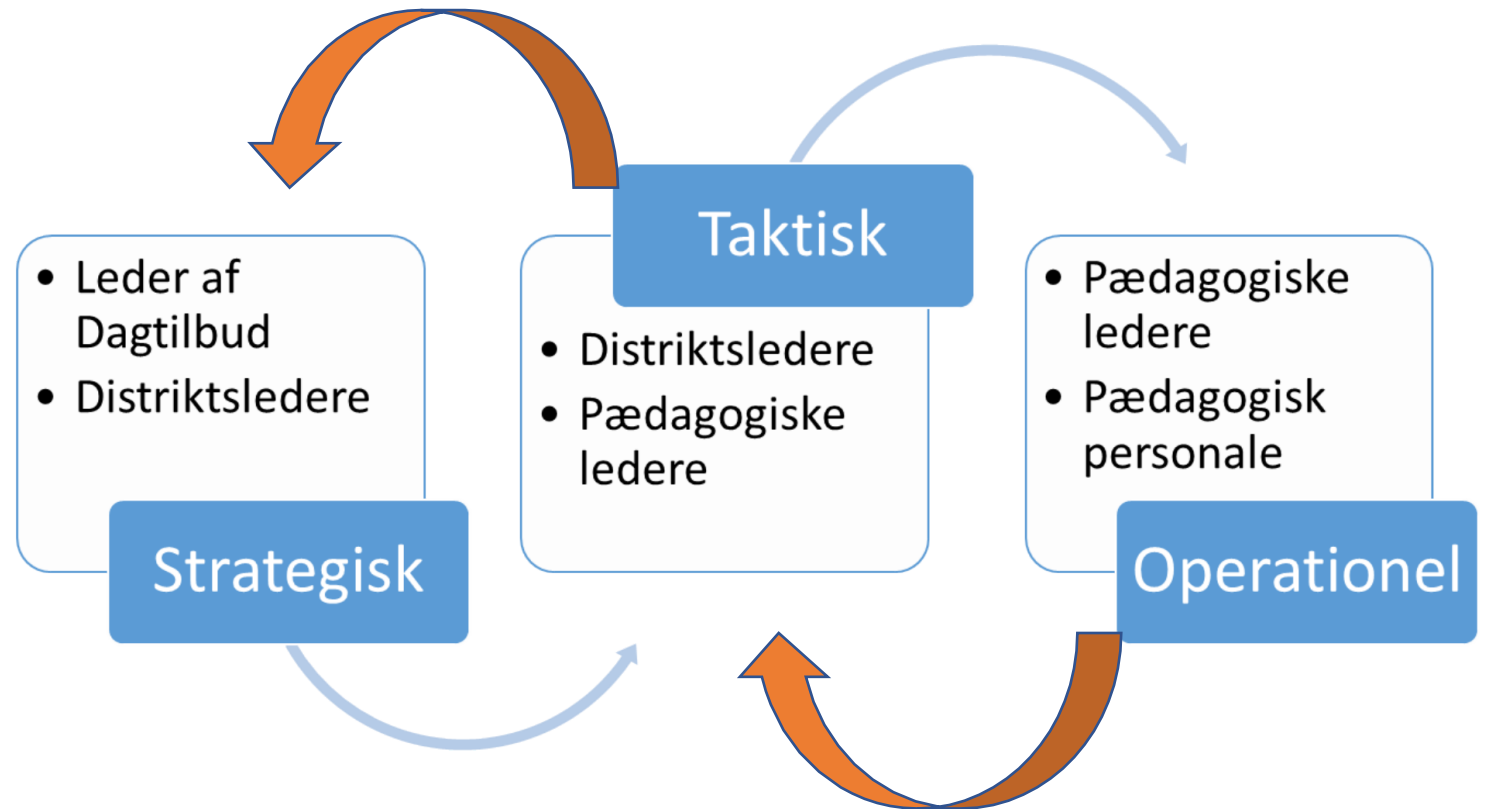 • Leder af
Dagtilbud
• Distriktsledere
Strategisk
Taktisk
• Distriktsledere
• Pædagogiske
ledere
• Pædagogiske
ledere
• Pædagogisk
personale
Operationel